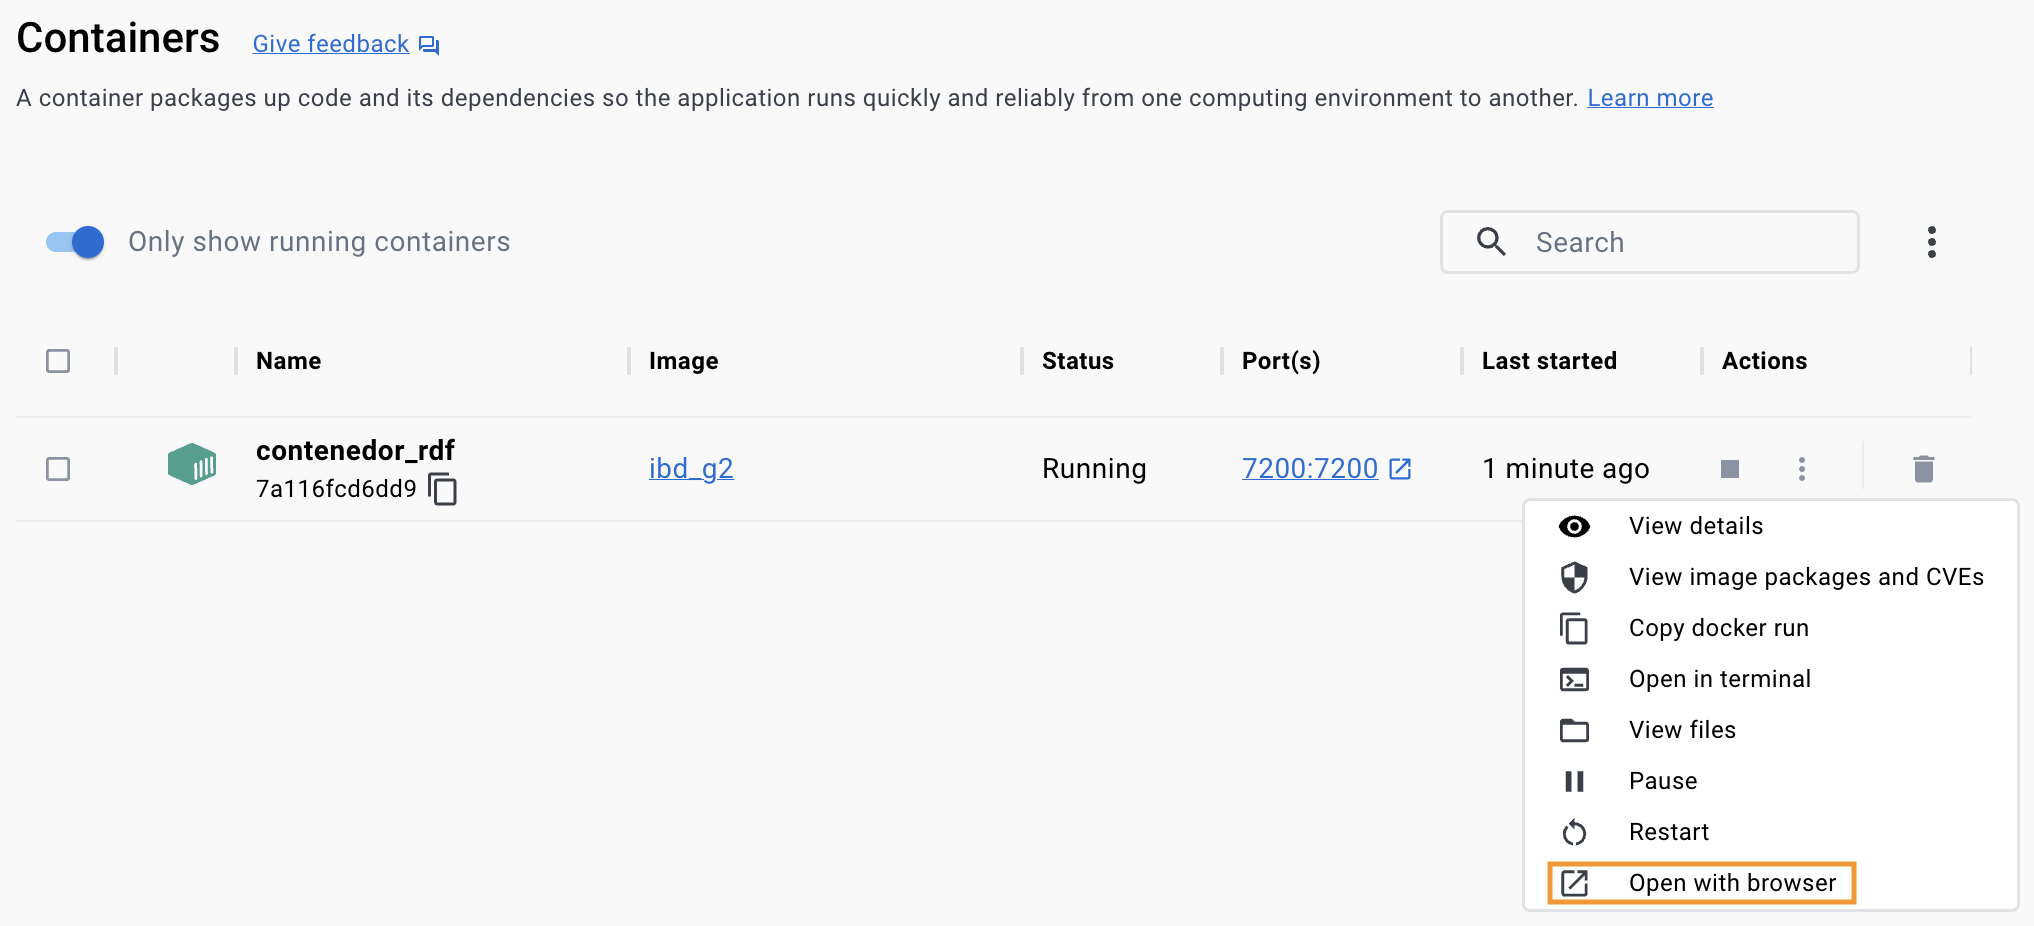 Containers Give feedback
A container packages up code and its dependencies so the application runs quickly and reliably from one computing environment to another. Learn more
Only show running containers Search
Name Image Status Port(s) Last started Actions
contenedor_rdf
7a116fcd6dd9 ibd_g2 Running 7200:7200 1 minute ago
View details
View image packages and CVEs
Copy docker run
Open in terminal
View files
Pause
Restart
Open with browser